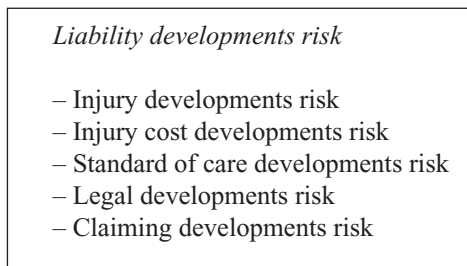 Liability developments risk
– Injury developments risk
– Injury cost developments risk
– Standard of care developments risk
– Legal developments risk
– Claiming developments risk